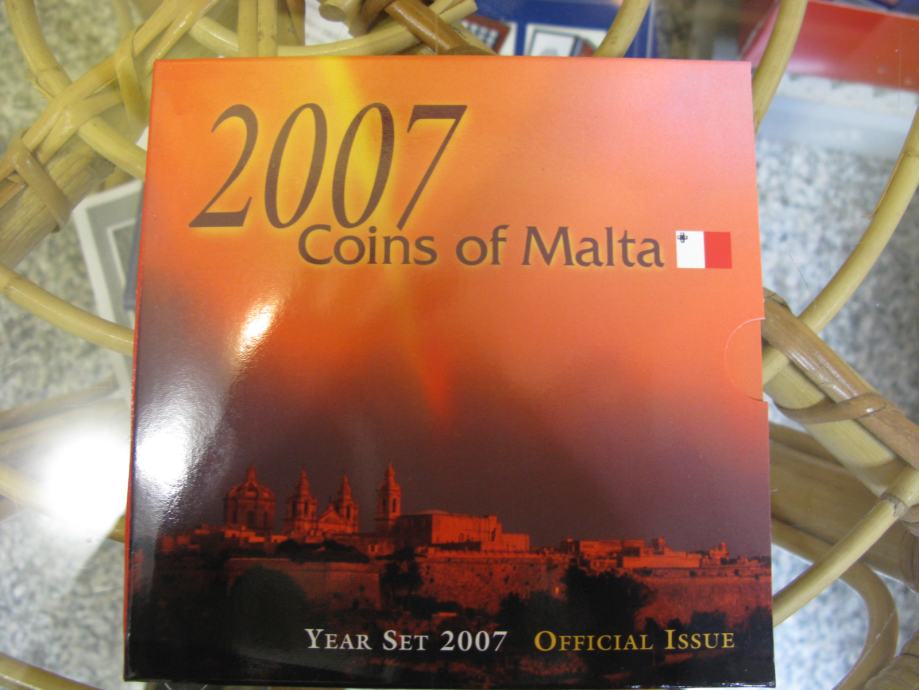 2007
Coins of Malta
YEAR SET 2007 OFFICIAL ISSUE